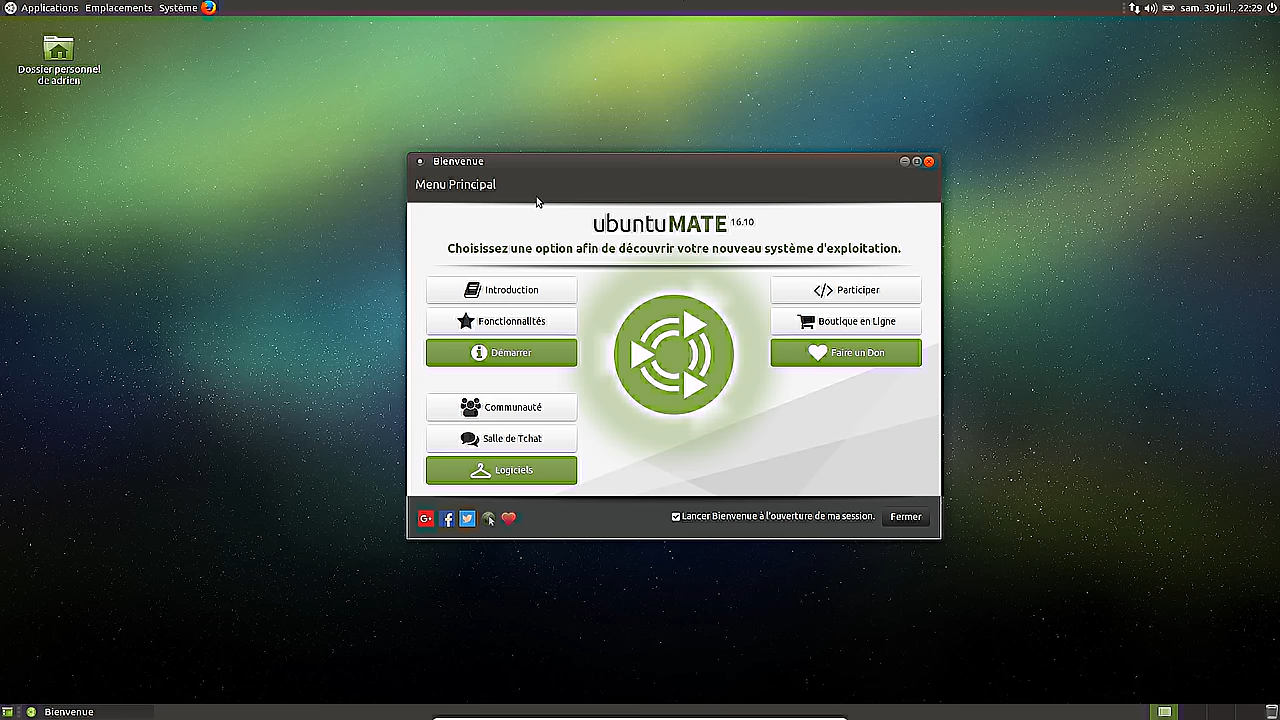 Applications Emplacements Système
sam. 30 juil., 22:29
Dossier personnel
de adrien
Bienvenue
Menu Principal
ubuntuMATE 16.10
Choisissez une option afin de découvrir votre nouveau système d'exploitation.
Introduction
Fonctionnalités
Démarrer
Communauté
Salle de Tchat
Logiciels
Participer
Boutique en Ligne
Faire un Don
G+
Lancer Bienvenue à l'ouverture de ma session.
Fermer
Bienvenue